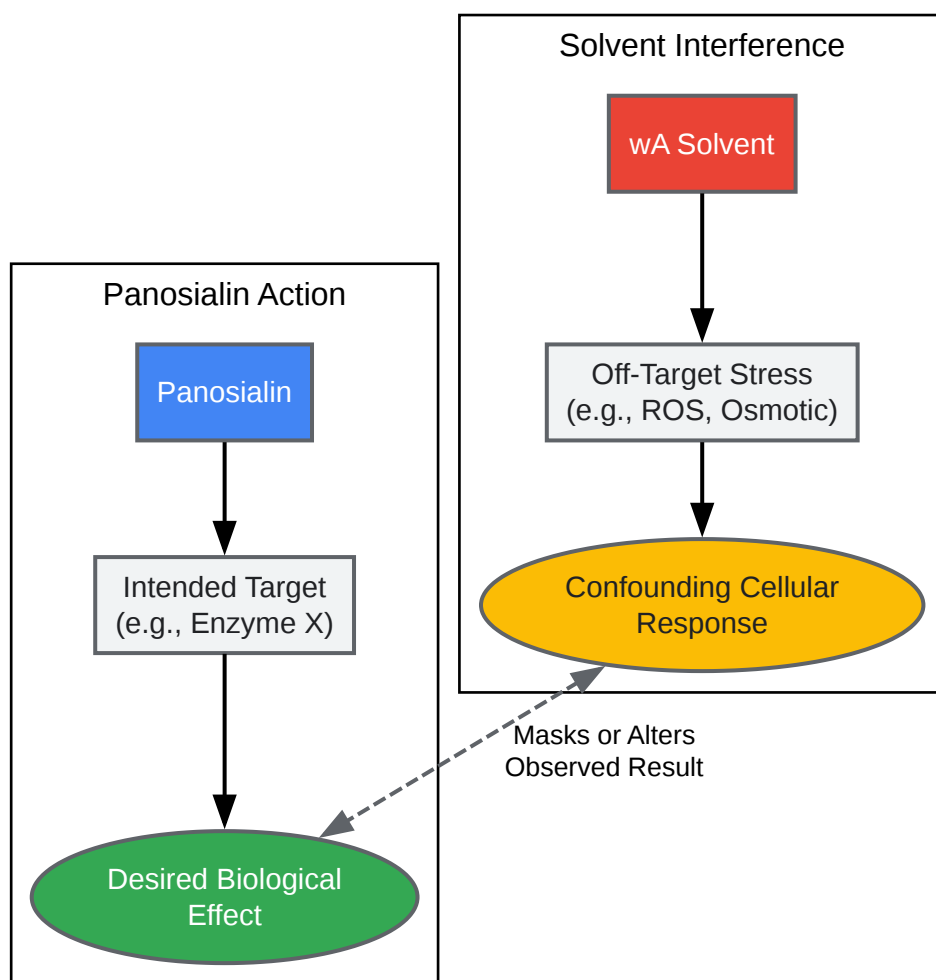 Solvent Interference
wA Solvent
Off-Target Stress
(e.g., ROS, Osmotic)
Confounding Cellular
Response
Panosialin Action
Panosialin
Intended Target
(e.g., Enzyme X)
Desired Biological
Effect
Masks or Alters
Observed Result